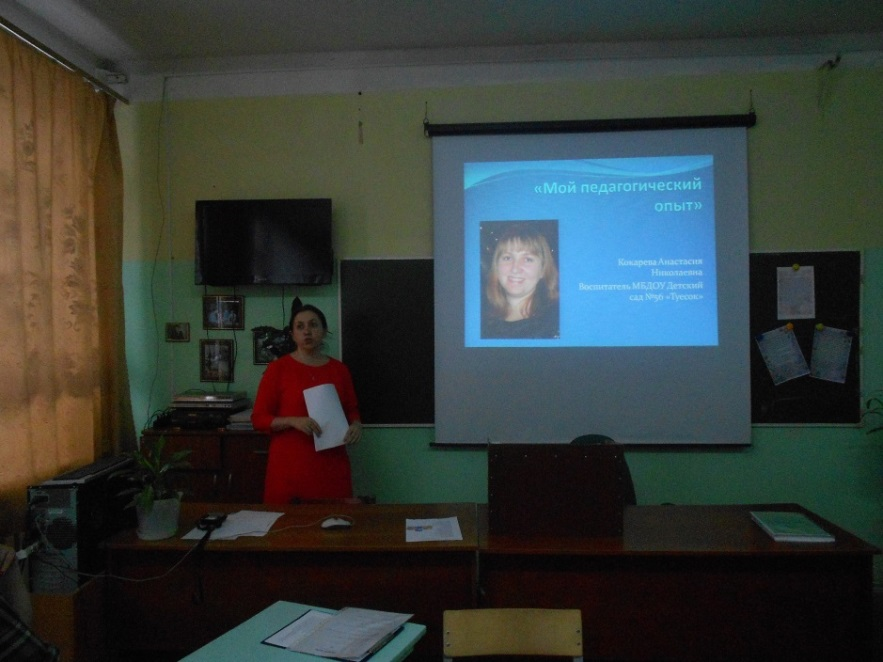 «Мой педагогический
опыт»
Кокарева Анастасия
Николаевна
Воспитатель МБДОУ Детский
сад №96 «Туесок»